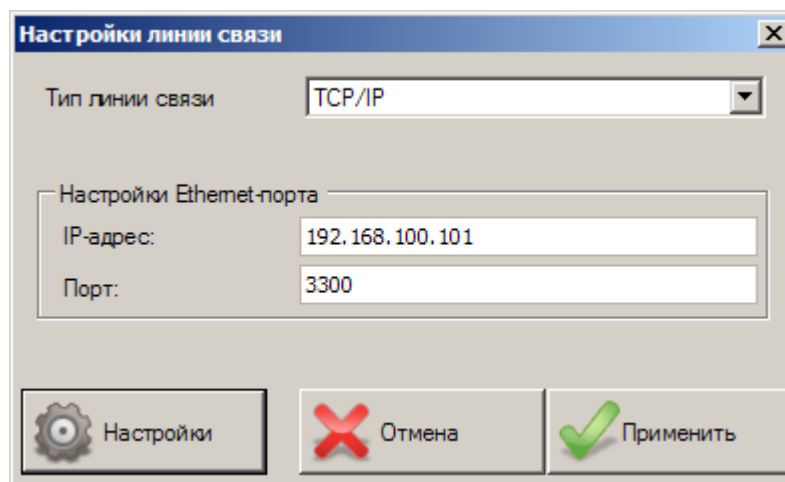 Настройки линии связи
Тип линии связи TCP/IP
Настройки Ethernet-порта
IP-адрес: 192.168.100.101
Порт: 3300
Настройки Отмена Применить